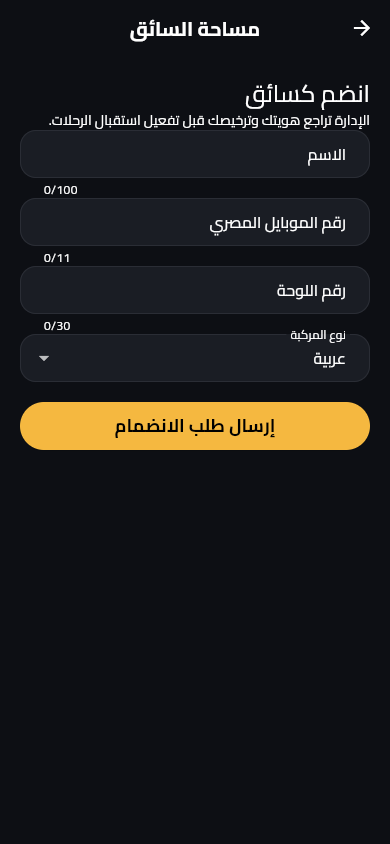 مساحة السائق
انضم كسائق
الإدارة تراجع هويتك وترخيصك قبل تفعيل استقبال الرحلات.
الاسم
0/100
رقم الموبايل المصري
0/11
رقم اللوحة
0/30
نوع المركبة
عربية
إرسال طلب الانضمام